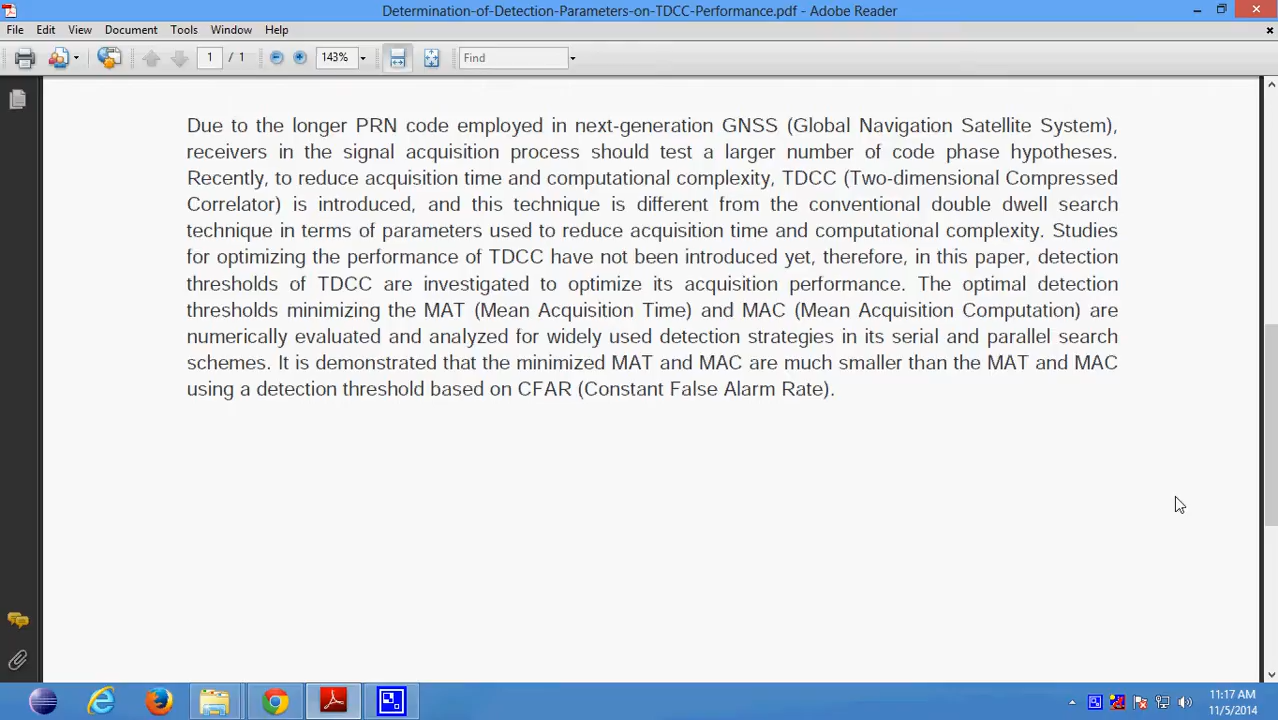 Determination-of-Detection-Parameters-on-TDCC-Performance.pdf - Adobe Reader
File Edit View Document Tools Window Help
1 / 1 143% Find
Due to the longer PRN code employed in next-generation GNSS (Global Navigation Satellite System),
receivers in the signal acquisition process should test a larger number of code phase hypotheses.
Recently, to reduce acquisition time and computational complexity, TDCC (Two-dimensional Compressed
Correlator) is introduced, and this technique is different from the conventional double dwell search
technique in terms of parameters used to reduce acquisition time and computational complexity. Studies
for optimizing the performance of TDCC have not been introduced yet, therefore, in this paper, detection
thresholds of TDCC are investigated to optimize its acquisition performance. The optimal detection
thresholds minimizing the MAT (Mean Acquisition Time) and MAC (Mean Acquisition Computation) are
numerically evaluated and analyzed for widely used detection strategies in its serial and parallel search
schemes. It is demonstrated that the minimized MAT and MAC are much smaller than the MAT and MAC
using a detection threshold based on CFAR (Constant False Alarm Rate).
11:17 AM
11/5/2014